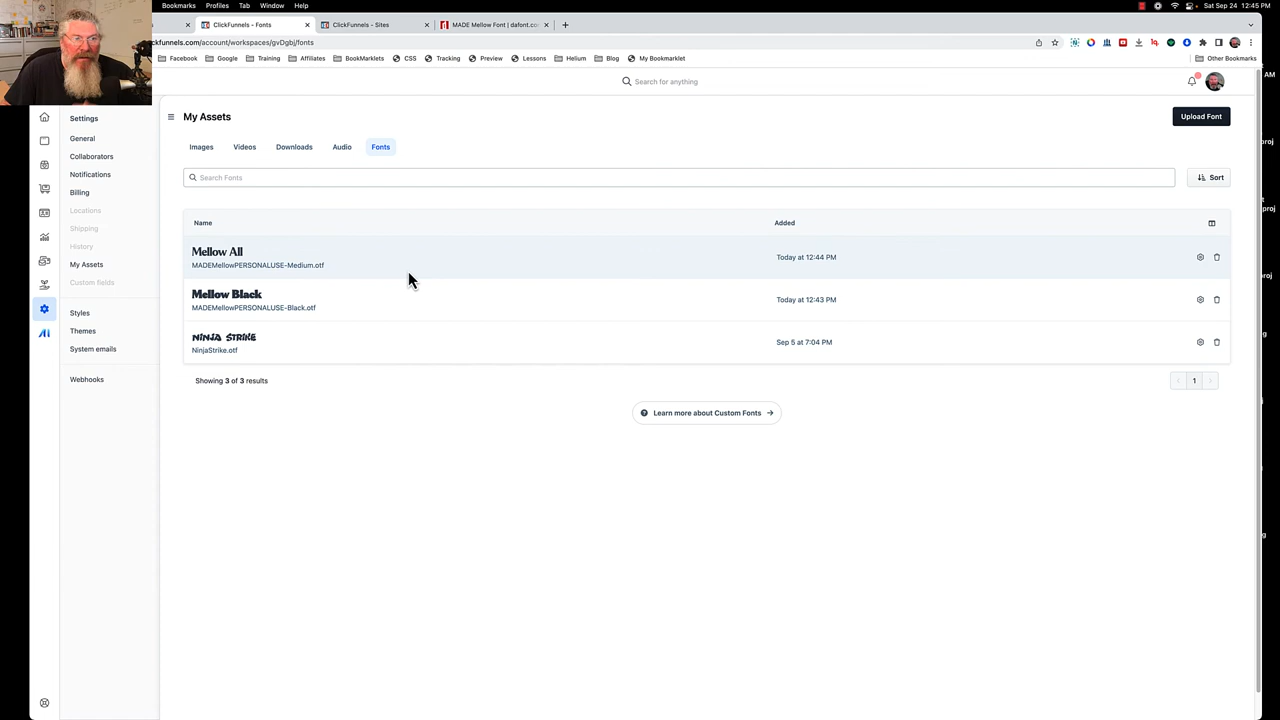 Bookmarks Profiles Tab Window Help
Sat Sep 24 12:45 PM
ClickFunnels - Fonts
ClickFunnels - Sites
MADE Mellow Font | dafont.co
ckfunnels.com/account/workspaces/gvDgbj/fonts
Facebook Google Training Affiliates BookMarklets CSS Tracking Preview Lessons Helium Blog My Bookmarklet Other Bookmarks
AM
Search for anything
Settings
General
Collaborators
Notifications
Billing
Locations
Shipping
History
My Assets
Custom fields
Styles
Themes
System emails
Webhooks
My Assets
Upload Font
Images Videos Downloads Audio Fonts
Search Fonts
Sort
Name Added
Mellow All
MADEMellowPERSONALUSE-Medium.otf
Today at 12:44 PM
Mellow Black
MADEMellowPERSONALUSE-Black.otf
Today at 12:43 PM
NINJA STRIKE
NinjaStrike.otf
Sep 5 at 7:04 PM
Showing 3 of 3 results
1
Learn more about Custom Fonts
proj
proj
proj